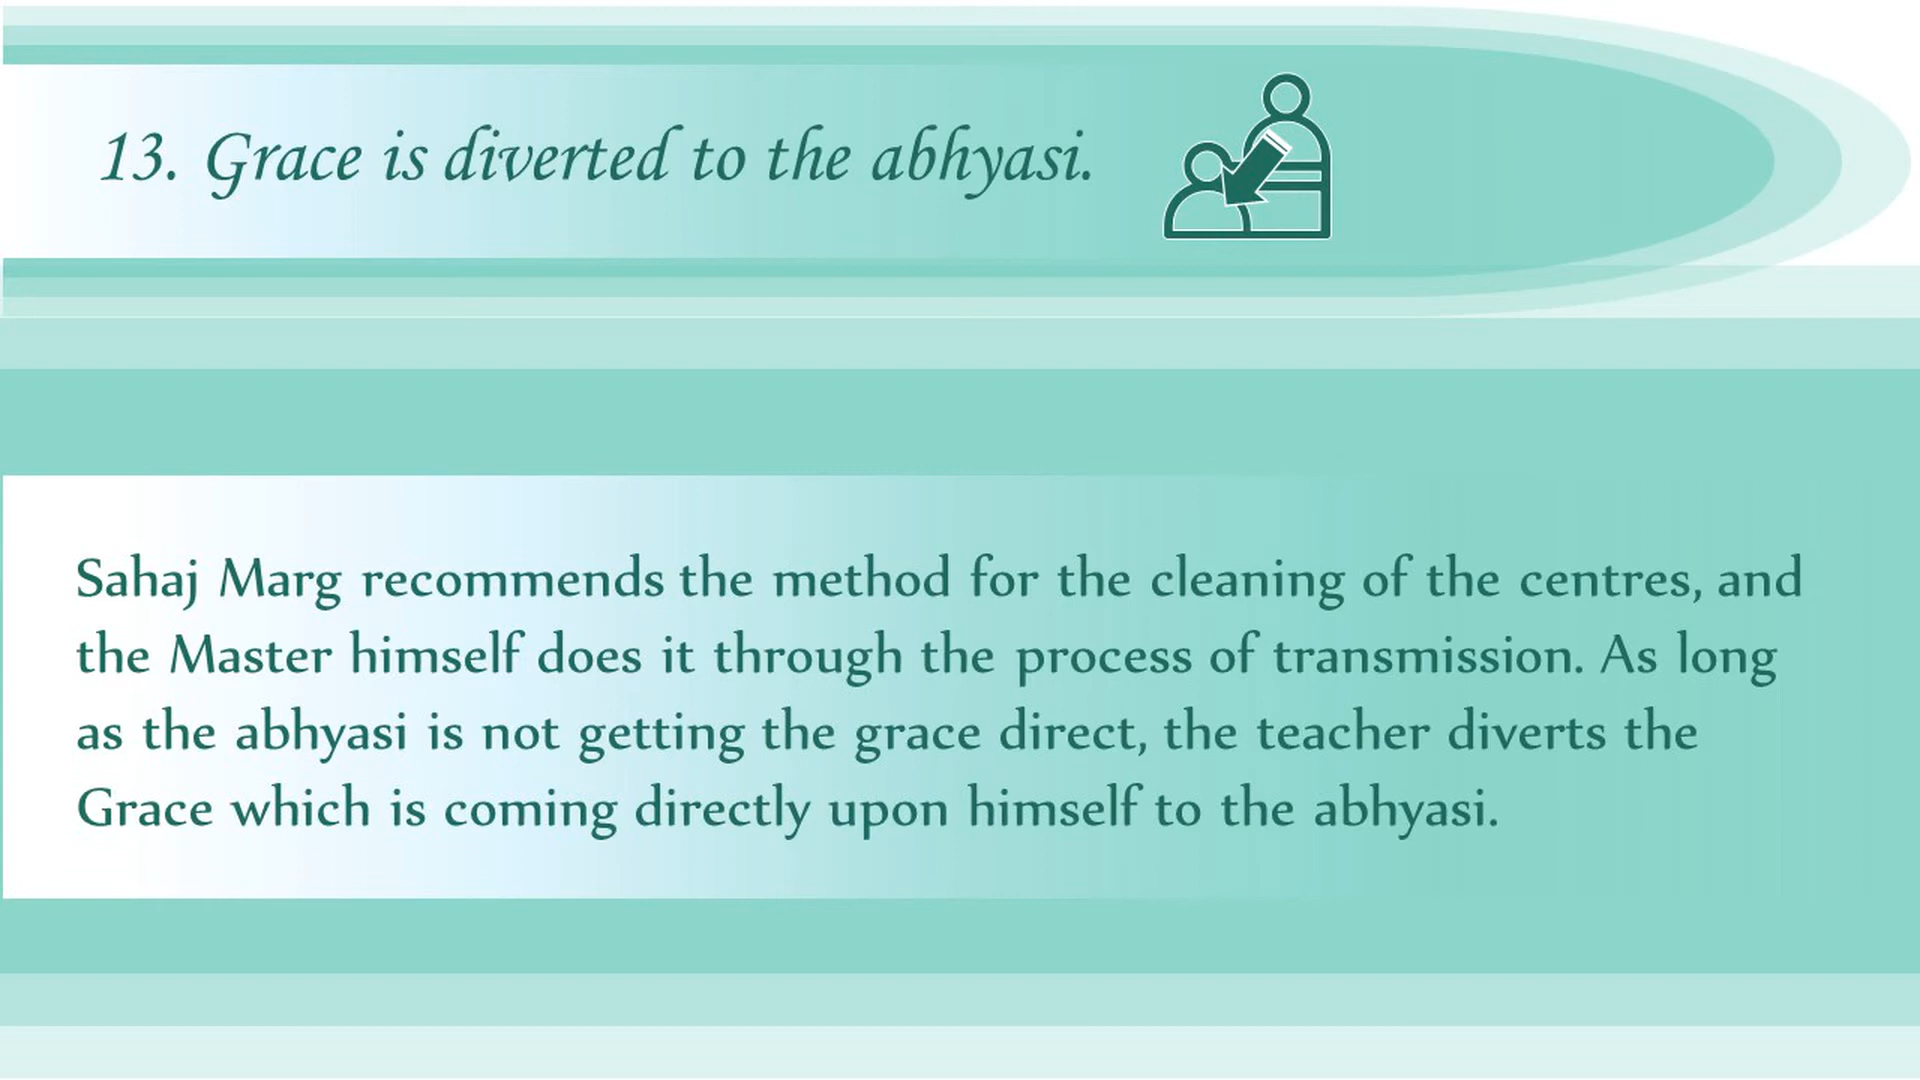 13. Grace is diverted to the abhyasi.
Sahaj Marg recommends the method for the cleaning of the centres, and
the Master himself does it through the process of transmission. As long
as the abhyasi is not getting the grace direct, the teacher diverts the
Grace which is coming directly upon himself to the abhyasi.